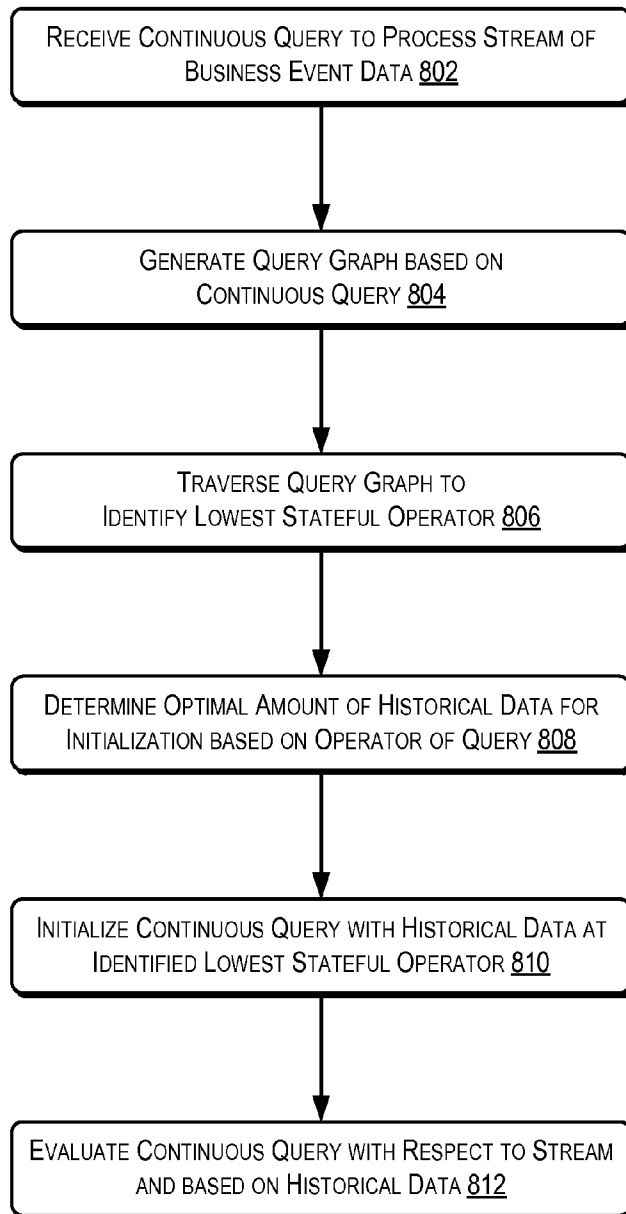 RECEIVE CONTINUOUS QUERY TO PROCESS STREAM OF
BUSINESS EVENT DATA 802
GENERATE QUERY GRAPH BASED ON
CONTINUOUS QUERY 804
TRAVERSE QUERY GRAPH TO
IDENTIFY LOWEST STATEFUL OPERATOR 806
DETERMINE OPTIMAL AMOUNT OF HISTORICAL DATA FOR
INITIALIZATION BASED ON OPERATOR OF QUERY 808
INITIALIZE CONTINUOUS QUERY WITH HISTORICAL DATA AT
IDENTIFIED LOWEST STATEFUL OPERATOR 810
EVALUATE CONTINUOUS QUERY WITH RESPECT TO STREAM
AND BASED ON HISTORICAL DATA 812